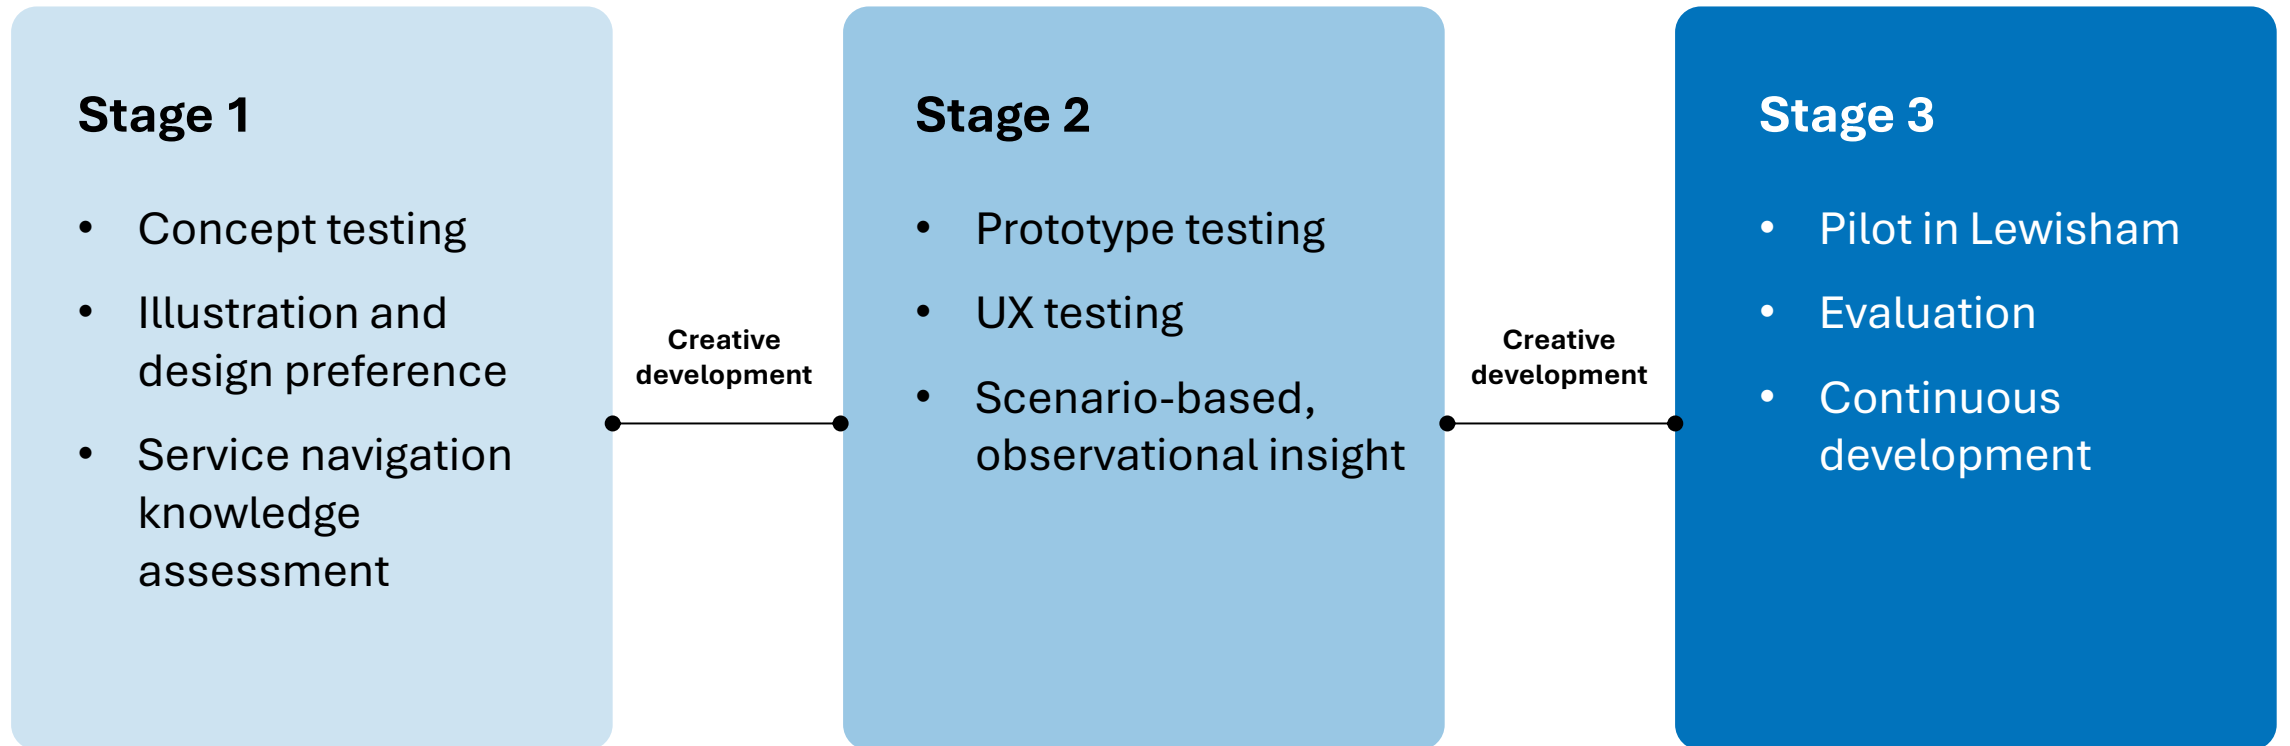 Stage 1
• Concept testing
• Illustration and
design preference
• Service navigation
knowledge
assessment
Creative
development
Stage 2
• Prototype testing
• UX testing
• Scenario-based,
observational insight
Creative
development
Stage 3
• Pilot in Lewisham
• Evaluation
• Continuous
development